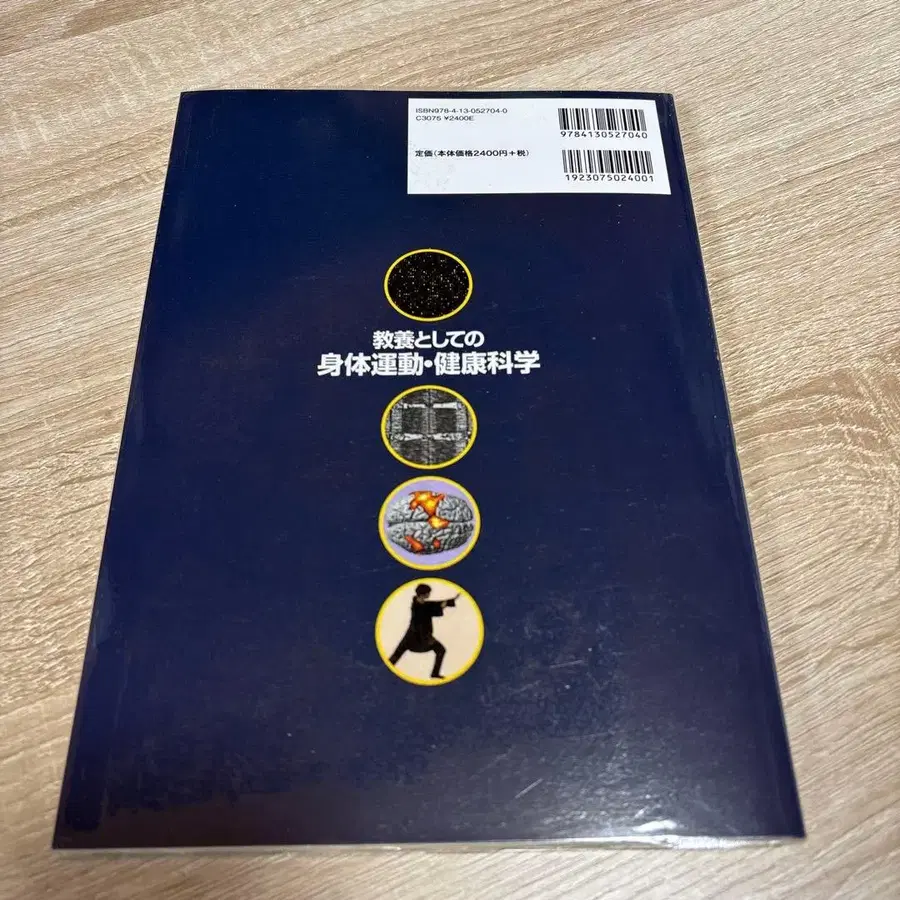 ISBN978-4-13-052704-0
C3075 ¥2400E
定価(本体価格2400円+税)
9784130527040
1923075024001
教養としての
身体運動・健康科学